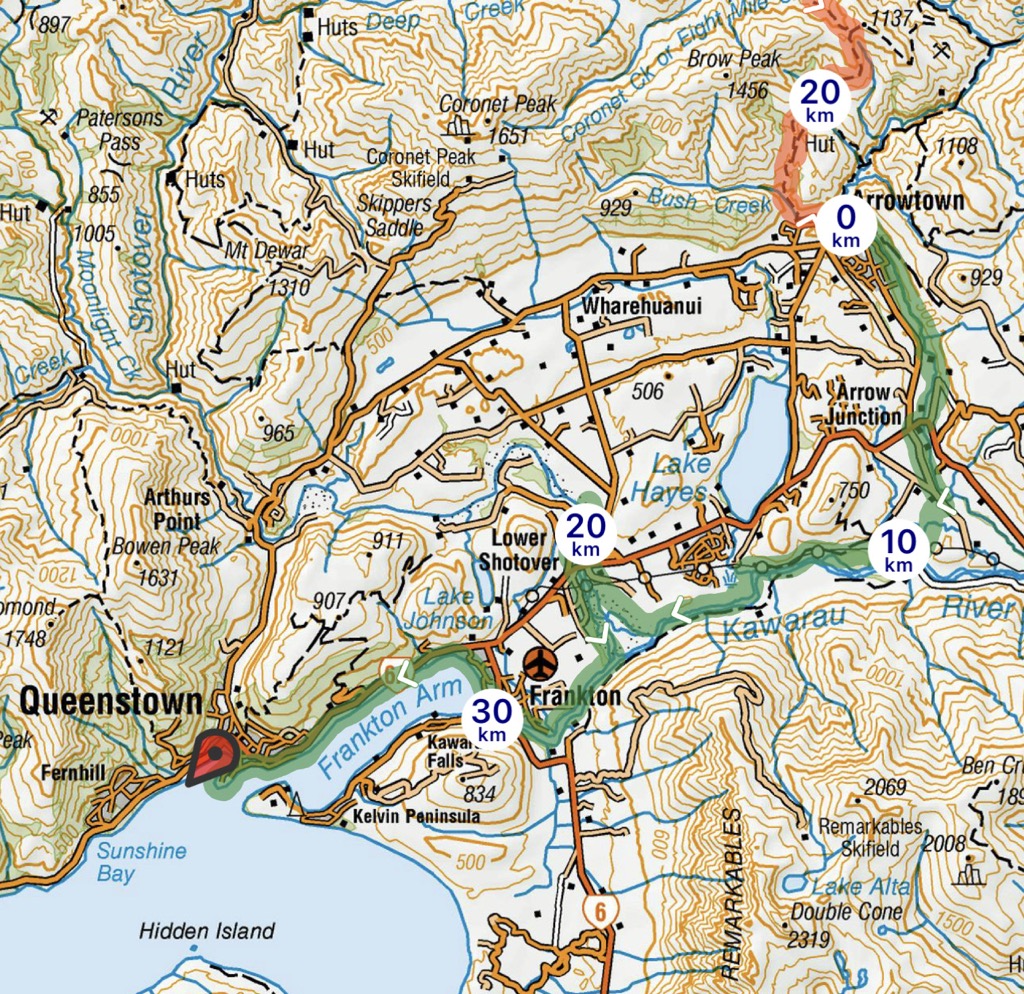 897
Huts
Deep
Creek
Coronet Ck or Eight Mile
1137
River
Brow Peak
1456
20
km
Patersons
Pass
Coronet Peak
1651
1000
Hut
Hut
1108
Coronet Peak
Skifield
855
Huts
Hut
Skippers
Saddle
929
Bush Creek
Arrowtown
0
km
1005
Shotover
Moonlight Ck
Mt Dewar
1310
929
Wharehuanui
500
Creek
Hut
506
Arrow
Junction
1000
965
Lake
Hayes
750
Arthurs
Point
Bowen Peak
1631
911
Lower
Shotover
20
km
10
km
1200
907
Lake
Johnson
Kawarau
River
1748
1121
6
Queenstown
Frankton Arm
Frankton
30
km
Peak
Fernhill
Kawarau
Falls
834
Kelvin Peninsula
2069
Ben
Sunshine
Bay
500
Remarkables
Skifield
2008
REMARKABLES
Lake Alta
Double Cone
2319
1500
6
Hidden Island